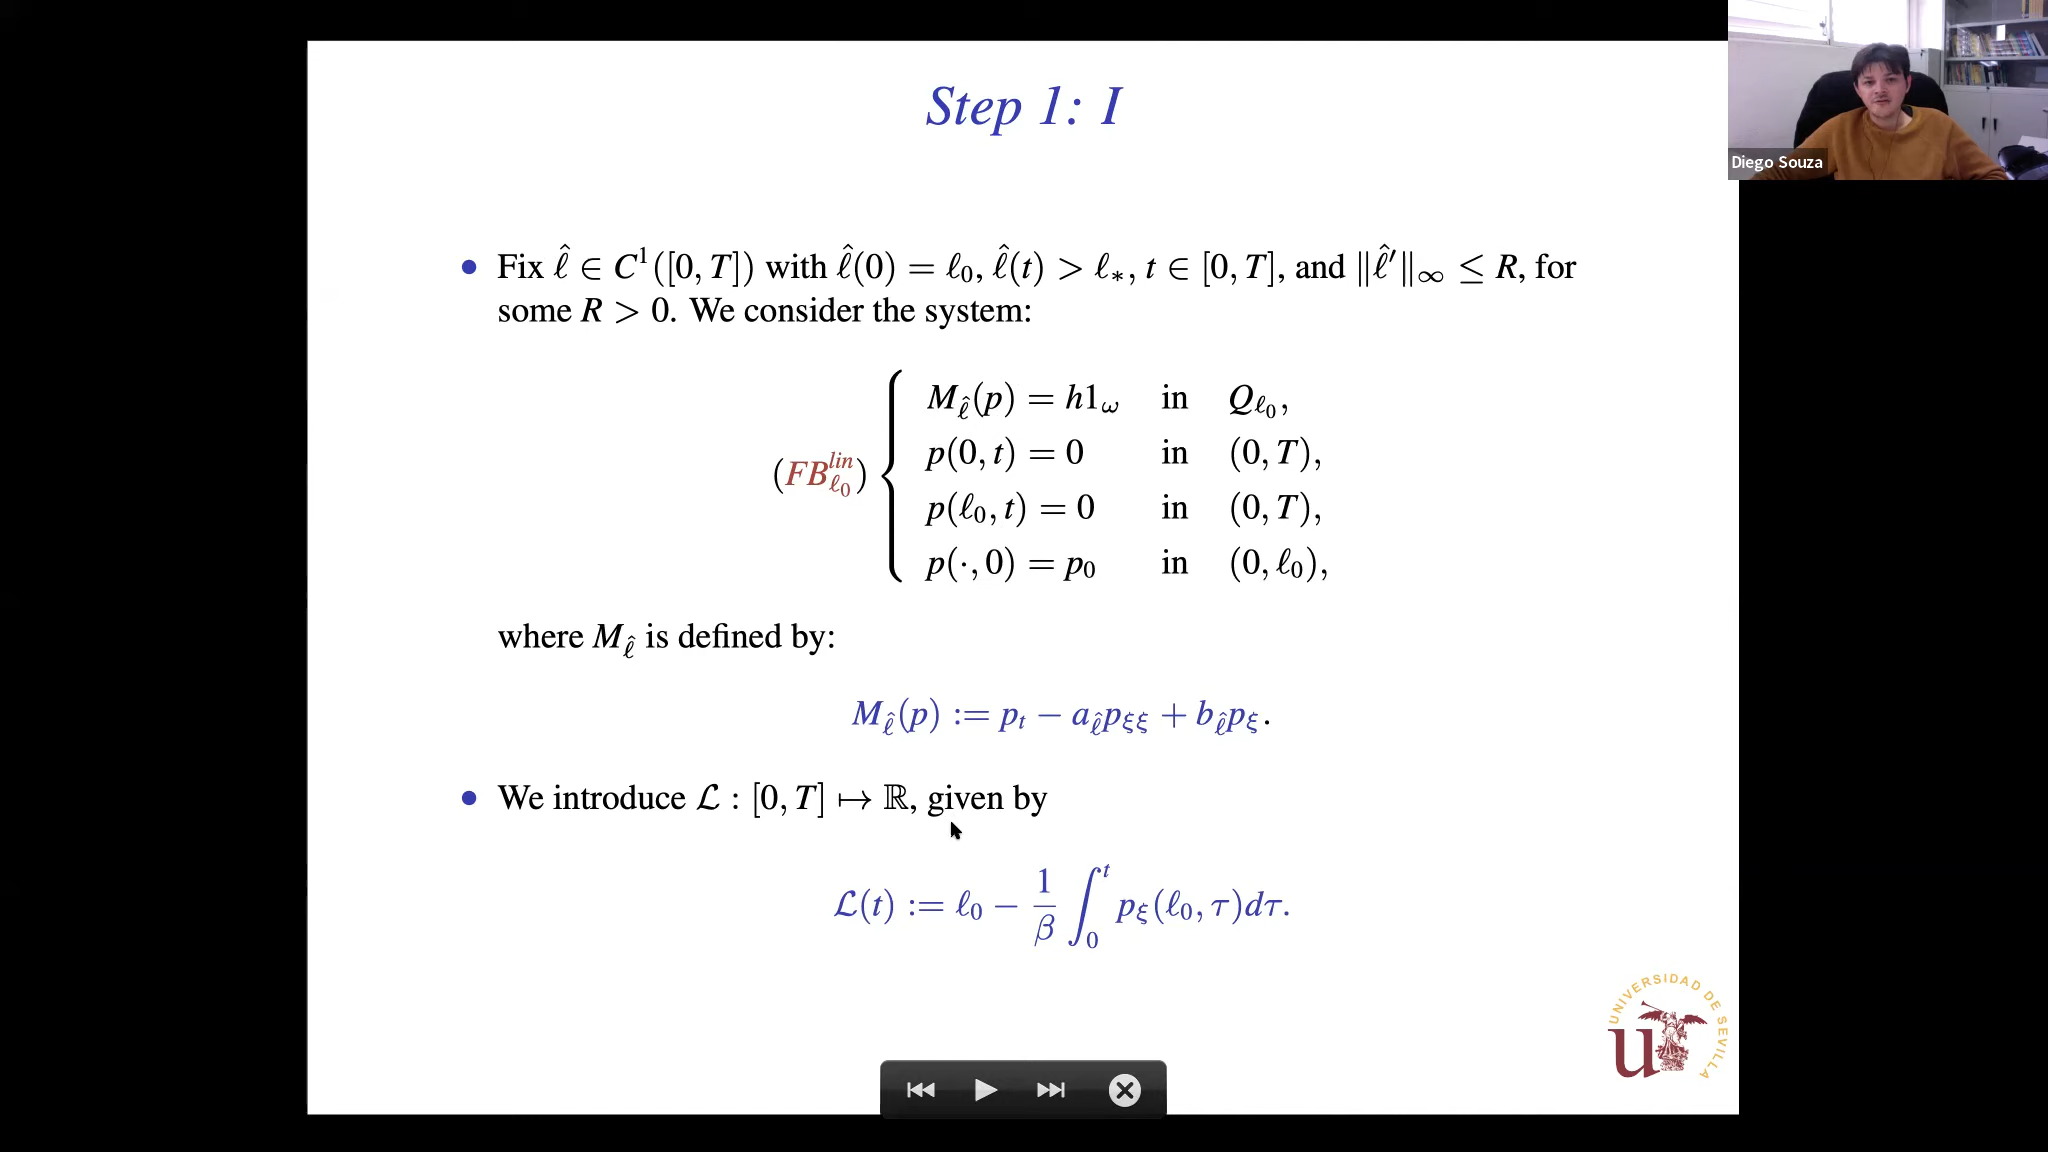 Step 1: I
Diego Souza
• Fix ℓ̂ ∈ C¹([0, T]) with ℓ̂(0) = ℓ₀, ℓ̂(t) > ℓ∗, t ∈ [0, T], and ‖ℓ̂′‖∞ ≤ R, for
some R > 0. We consider the system:
M_ℓ̂(p) = h1_ω in Q_ℓ₀,
p(0, t) = 0 in (0, T),
(FB^lin_ℓ₀)
p(ℓ₀, t) = 0 in (0, T),
p(·, 0) = p₀ in (0, ℓ₀),
where M_ℓ̂ is defined by:
M_ℓ̂(p) := p_t − a_ℓ̂ p_ξξ + b_ℓ̂ p_ξ.
• We introduce ℒ : [0, T] ↦ ℝ, given by
ℒ(t) := ℓ₀ − 1/β ∫₀ᵗ p_ξ(ℓ₀, τ)dτ.
UNIVERSIDAD DE SEVILLA
u